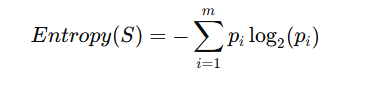 Entropy(S) = − ∑_{i=1}^{m} p_i log_2(p_i)